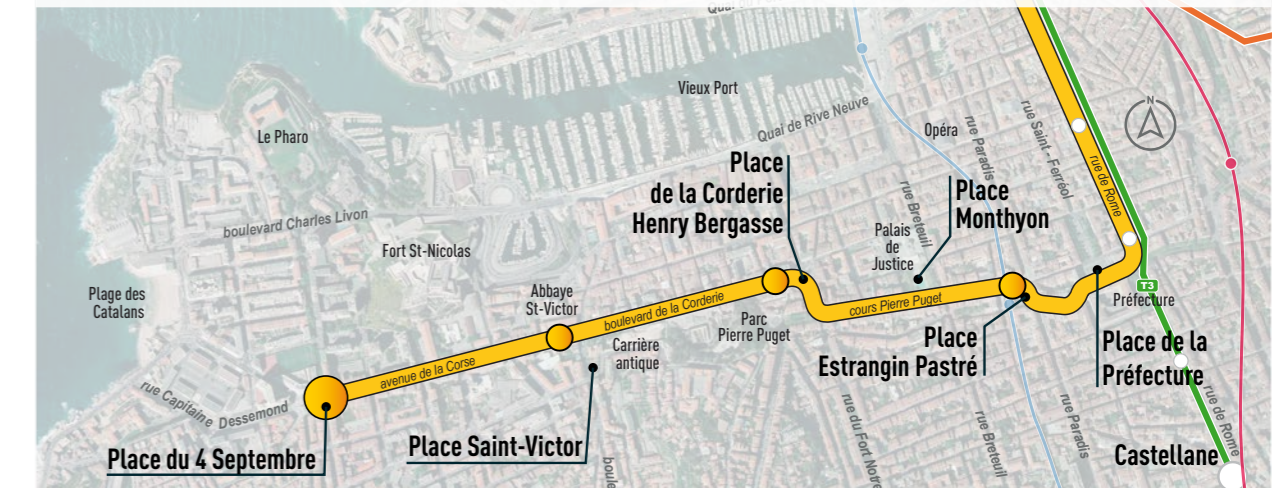 Vieux Port
Le Pharo
Quai de Rive Neuve
Opéra
N
rue Paradis
rue Saint - Ferréol
rue de Rome
Place
de la Corderie
Henry Bergasse
rue Breteuil
Place
Monthyon
Palais
de
Justice
boulevard Charles Livon
Fort St-Nicolas
Plage des
Catalans
Abbaye
St-Victor
boulevard de la Corderie
cours Pierre Puget
T3
Préfecture
Parc
Pierre Puget
Carrière
antique
Place
Estrangin Pastré
Place de la
Préfecture
avenue de la Corse
rue Capitaine Dessemond
Place du 4 Septembre
Place Saint-Victor
rue du Fort Notre
rue Breteuil
rue Paradis
rue de Rome
Castellane
boule